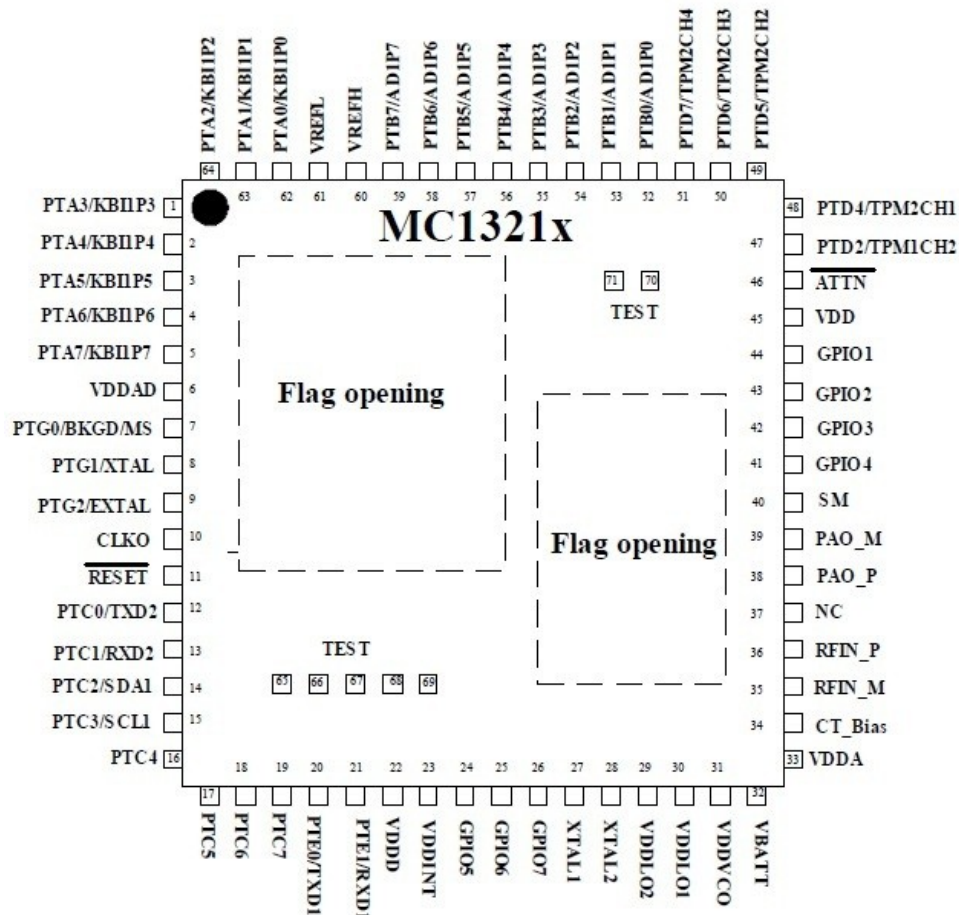 PTA2/KBI1P2
PTA1/KBI1P1
PTA0/KBI1P0
VREFL
VREFH
PTB7/AD1P7
PTB6/AD1P6
PTB5/AD1P5
PTB4/AD1P4
PTB3/AD1P3
PTB2/AD1P2
PTB1/AD1P1
PTB0/AD1P0
PTD7/TPM2CH4
PTD6/TPM2CH3
PTD5/TPM2CH2
64
63
62
61
60
59
58
57
56
55
54
53
52
51
50
49
MC1321x
PTA3/KBI1P3 1
PTA4/KBI1P4 2
PTA5/KBI1P5 3
PTA6/KBI1P6 4
PTA7/KBI1P7 5
VDDAD 6
PTG0/BKGD/MS 7
PTG1/XTAL 8
PTG2/EXTAL 9
CLKO 10
RESET 11
PTC0/TXD2 12
PTC1/RXD2 13
PTC2/SDA1 14
PTC3/SCL1 15
PTC4 16
71 70
TEST
Flag opening
Flag opening
TEST
65 66 67 68 69
48 PTD4/TPM2CH1
47 PTD2/TPM1CH2
46 ATTN
45 VDD
44 GPIO1
43 GPIO2
42 GPIO3
41 GPIO4
40 SM
39 PAO_M
38 PAO_P
37 NC
36 RFIN_P
35 RFIN_M
34 CT_Bias
33 VDDA
17
18
19
20
21
22
23
24
25
26
27
28
29
30
31
32
PTC5
PTC6
PTC7
PTE0/TXD1
PTE1/RXD1
VDDD
VDDINT
GPIO5
GPIO6
GPIO7
XTAL1
XTAL2
VDDLO2
VDDLO1
VDDVCO
VBATT